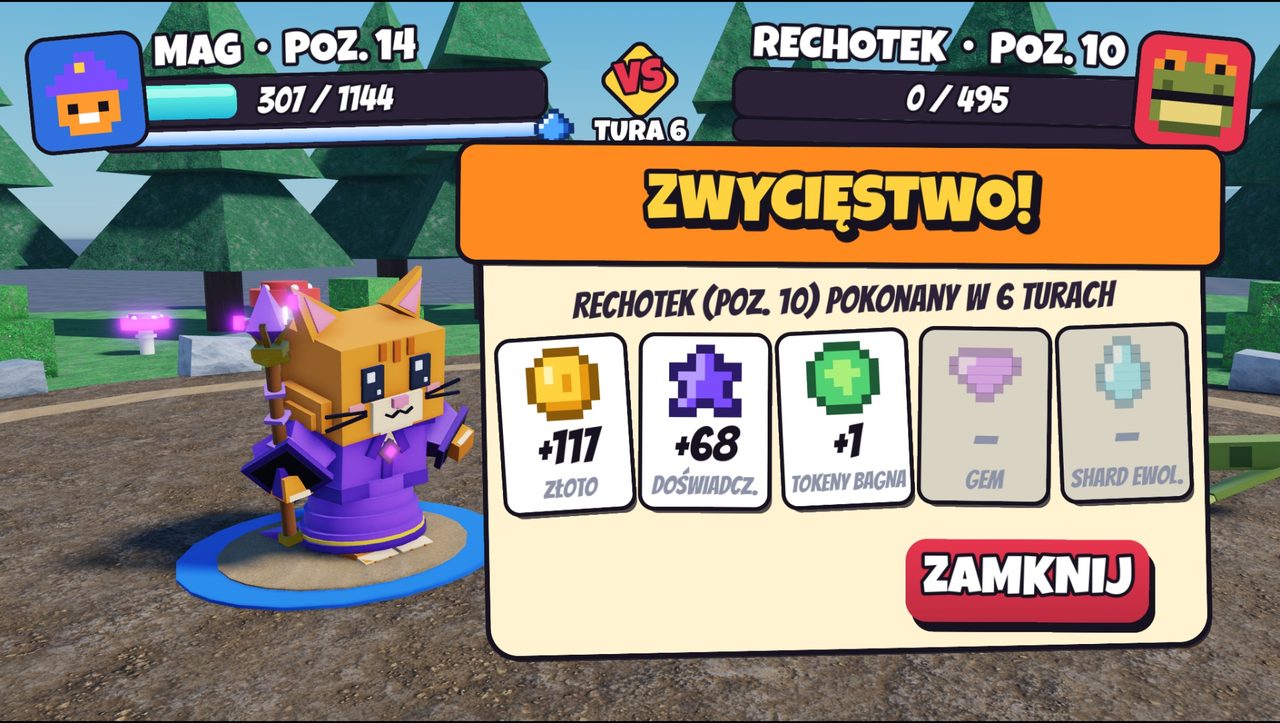 MAG • POZ. 14
307 / 1144
VS
TURA 6
RECHOTEK • POZ. 10
0 / 495
ZWYCIĘSTWO!
RECHOTEK (POZ. 10) POKONANY W 6 TURACH
+117
ZŁOTO
+68
DOŚWIADCZ.
+1
TOKENY BAGNA
-
GEM
-
SHARD EWOL.
ZAMKNIJ